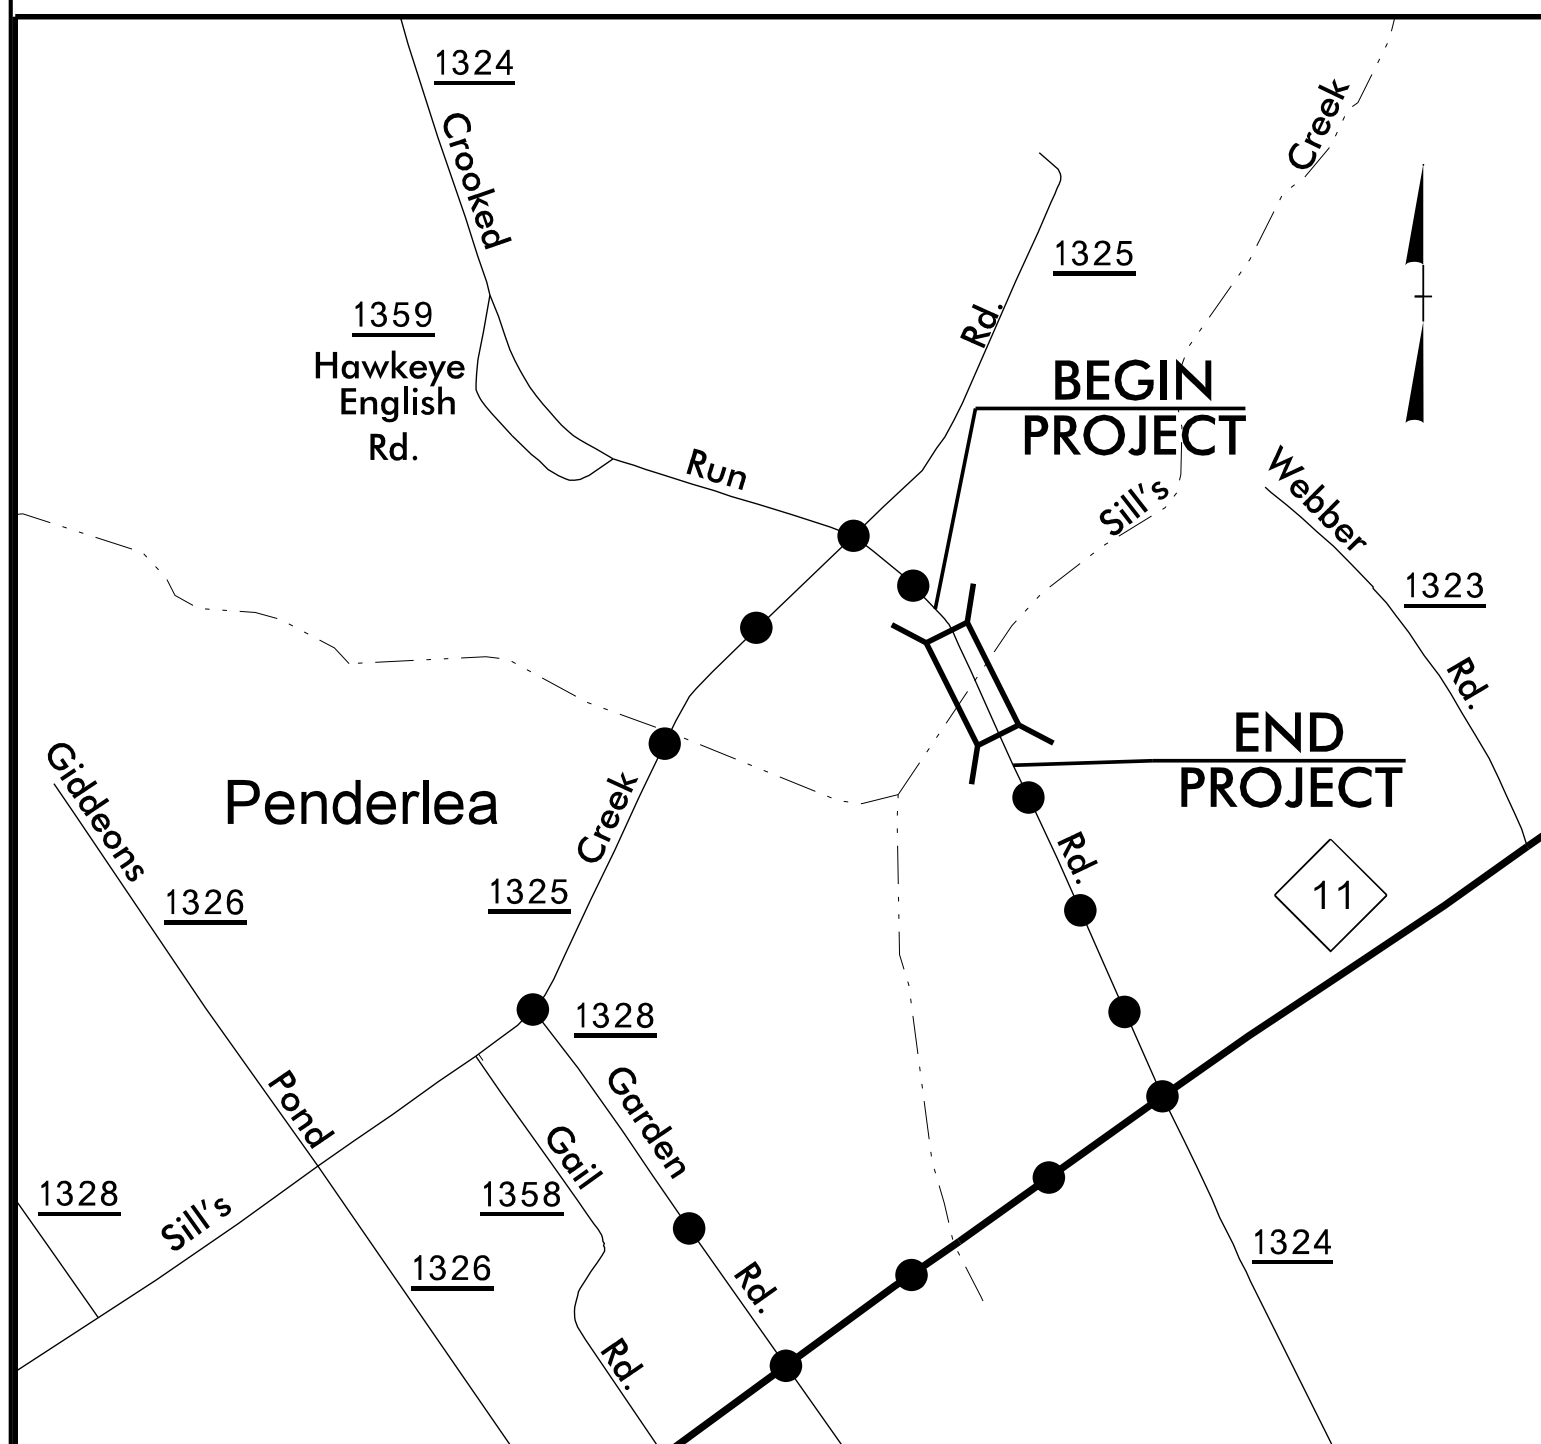 1324
Crooked
Creek
1325
Rd.
1359
Hawkeye
English
Rd.
BEGIN
PROJECT
Run
Sill's
Webber
1323
Rd.
END
PROJECT
Giddeons
Penderlea
Creek
Rd.
11
1325
1326
1328
Garden
Pond
Gail
1328
Sill's
1358
1326
Rd.
1324
Rd.